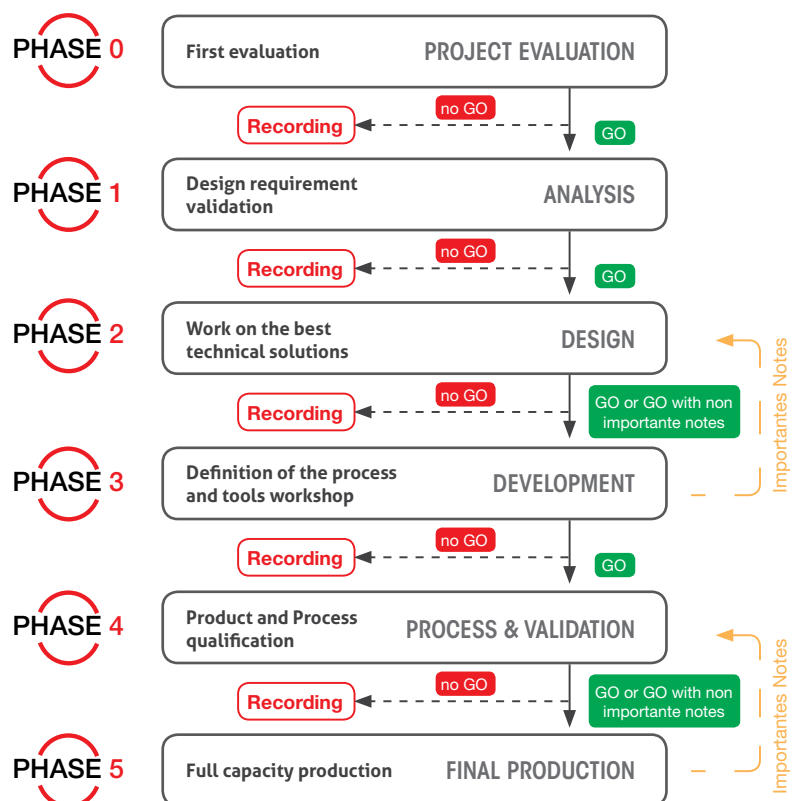 PHASE 0
First evaluation
PROJECT EVALUATION
no GO
Recording
GO
PHASE 1
Design requirement
validation
ANALYSIS
no GO
Recording
GO
PHASE 2
Work on the best
technical solutions
DESIGN
no GO
Recording
GO or GO with non
importante notes
Importantes Notes
PHASE 3
Definition of the process
and tools workshop
DEVELOPMENT
no GO
Recording
GO
PHASE 4
Product and Process
qualification
PROCESS & VALIDATION
no GO
Recording
GO or GO with non
importante notes
Importantes Notes
PHASE 5
Full capacity production
FINAL PRODUCTION